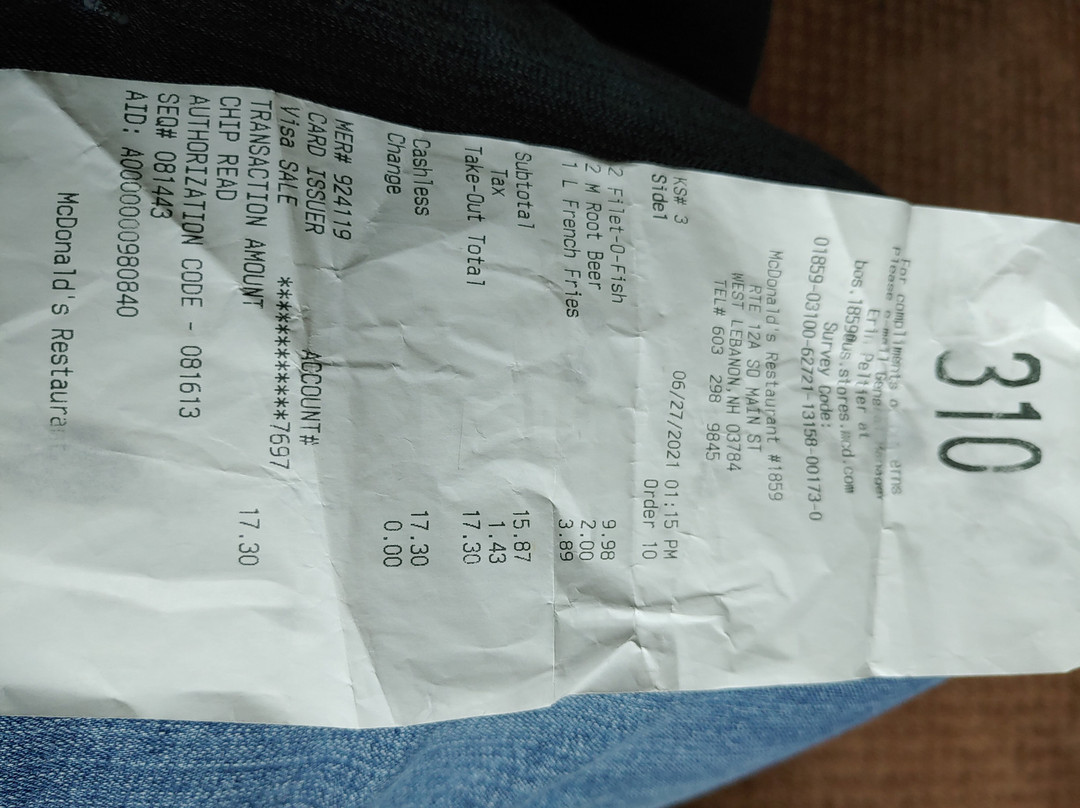 310
For compliments o erns
please e-mail General Manager
Erin Peltier at
bos.1859@us.stores.mcd.com
Survey Code:
01859-03100-62721-13158-00173-0
McDonald's Restaurant #1859
RTE 12A SO MAIN ST
WEST LEBANON,NH 03784
TEL# 603 298 9845
KS# 3 06/27/2021 01:15 PM
Side1 Order 10
2 Filet-O-Fish 9.98
2 M Root Beer 2.00
1 L French Fries 3.89
Subtotal 15.87
Tax 1.43
Take-Out Total 17.30
Cashless 17.30
Change 0.00
MER# 924119
CARD ISSUER ACCOUNT#
Visa SALE ************7697
TRANSACTION AMOUNT 17.30
CHIP READ
AUTHORIZATION CODE - 081613
SEQ# 081443
AID: A0000000980840
McDonald's Restauran